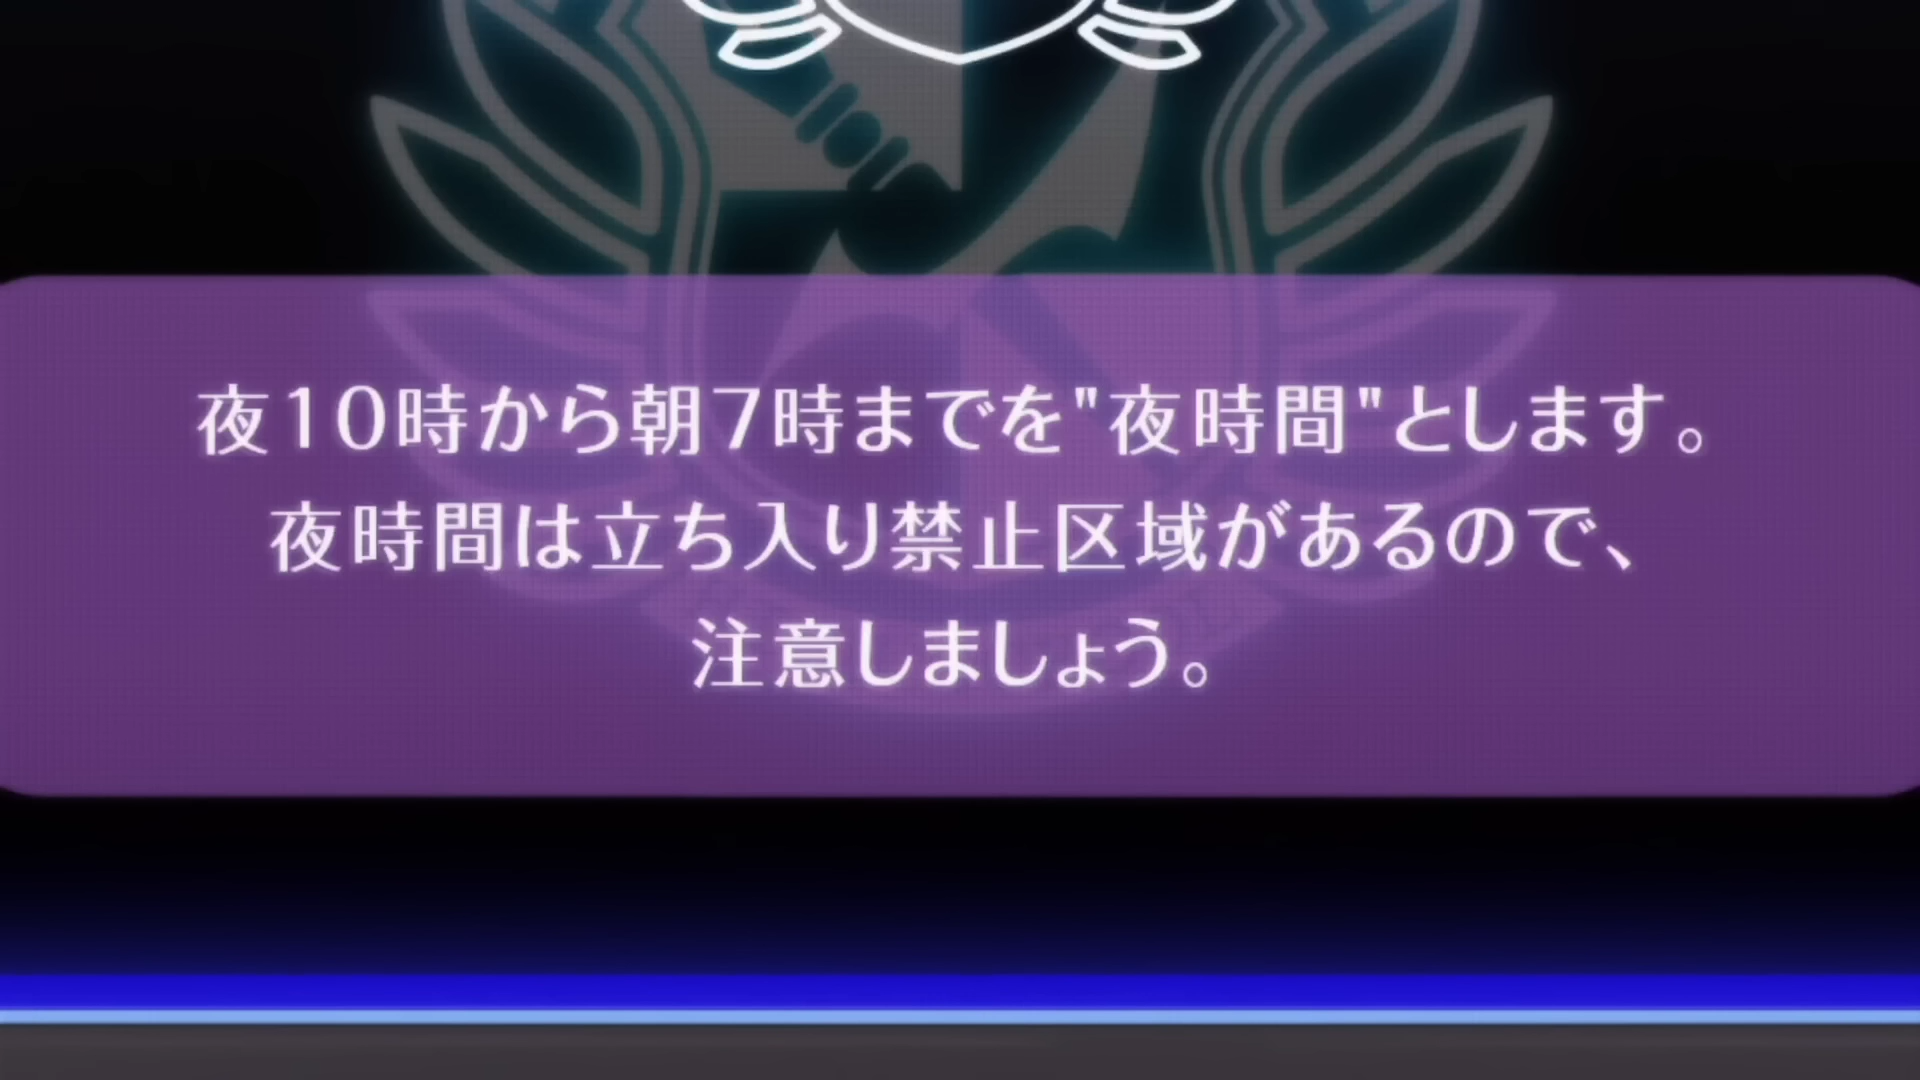 夜10時から朝7時までを"夜時間"とします。
夜時間は立ち入り禁止区域があるので、
注意しましょう。